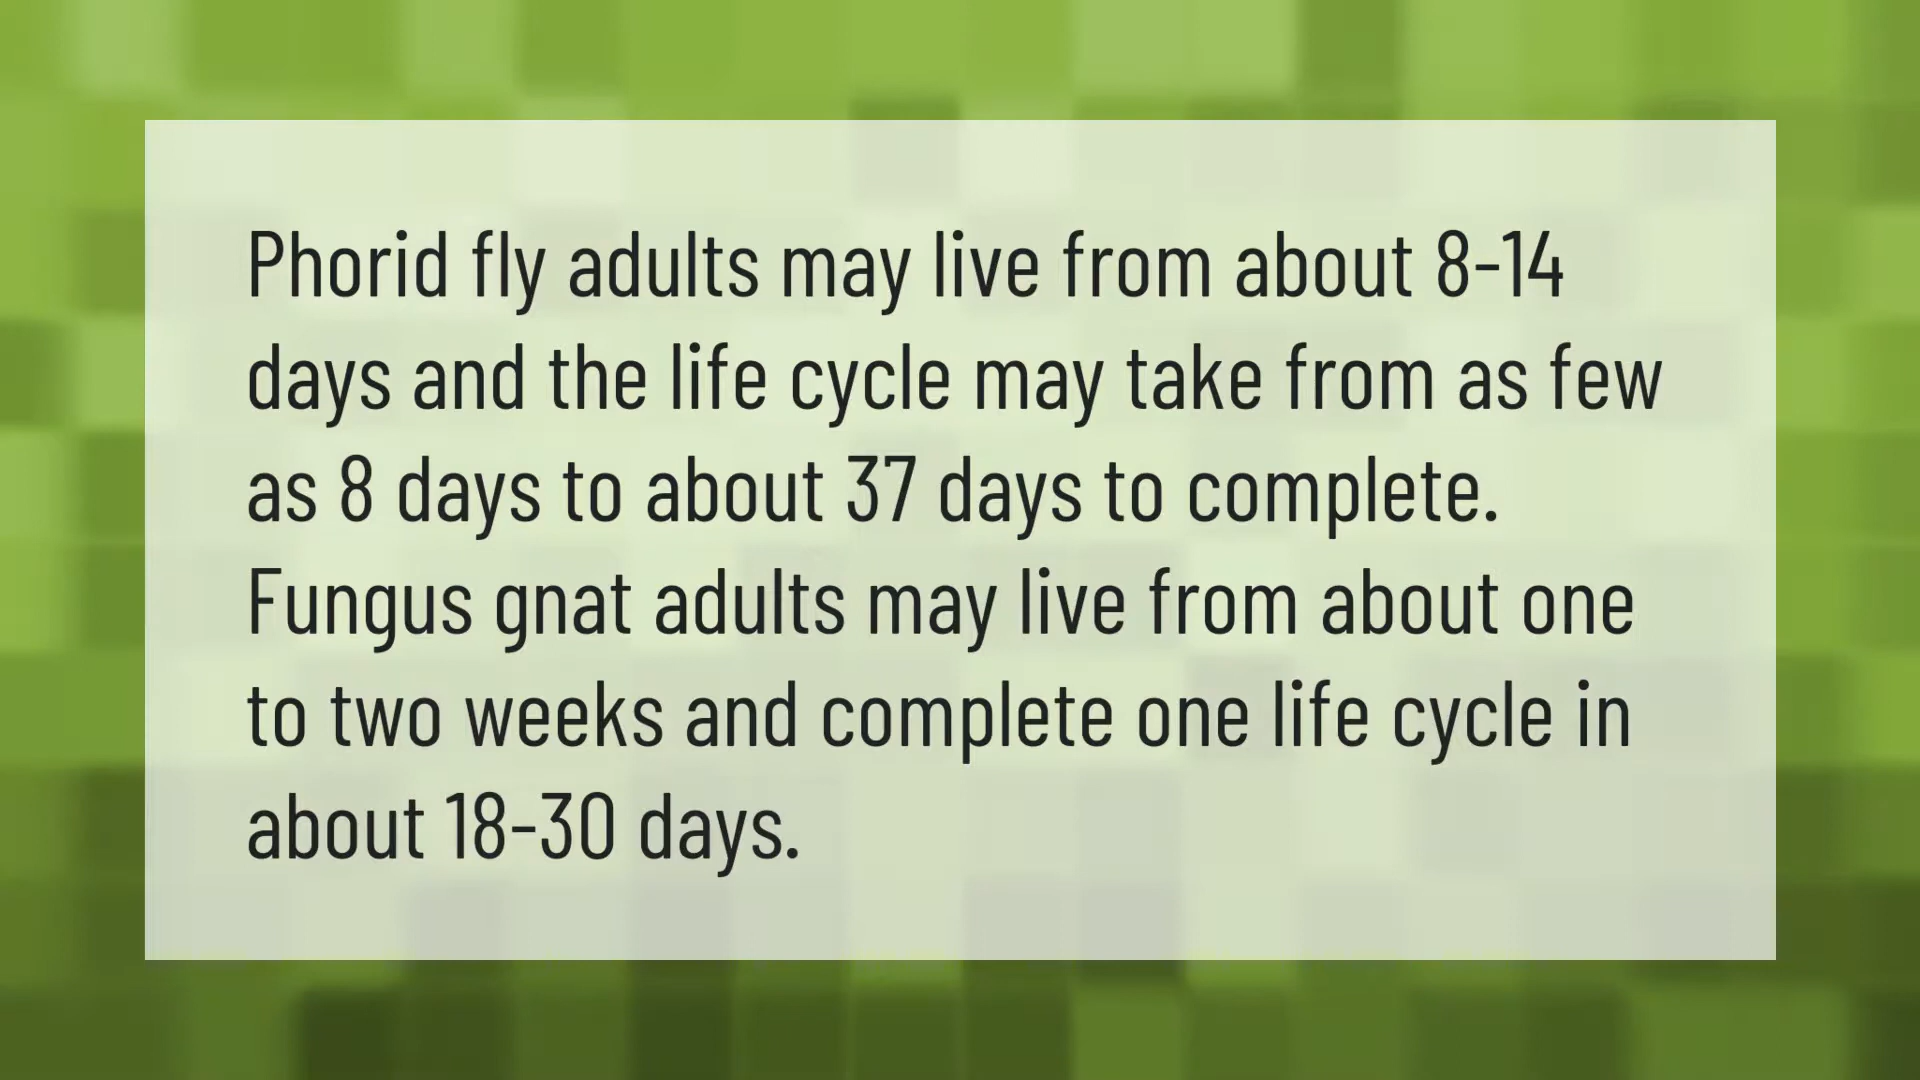 Phorid fly adults may live from about 8-14
days and the life cycle may take from as few
as 8 days to about 37 days to complete.
Fungus gnat adults may live from about one
to two weeks and complete one life cycle in
about 18-30 days.